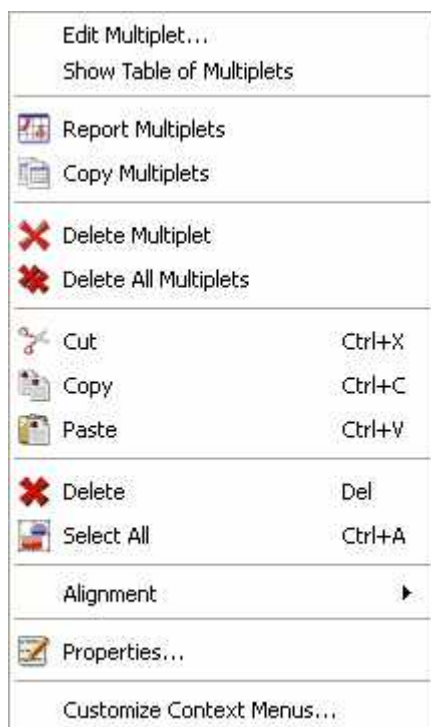 Edit Multiplet...
Show Table of Multiplets
Report Multiplets
Copy Multiplets
Delete Multiplet
Delete All Multiplets
Cut Ctrl+X
Copy Ctrl+C
Paste Ctrl+V
Delete Del
Select All Ctrl+A
Alignment
Properties...
Customize Context Menus...